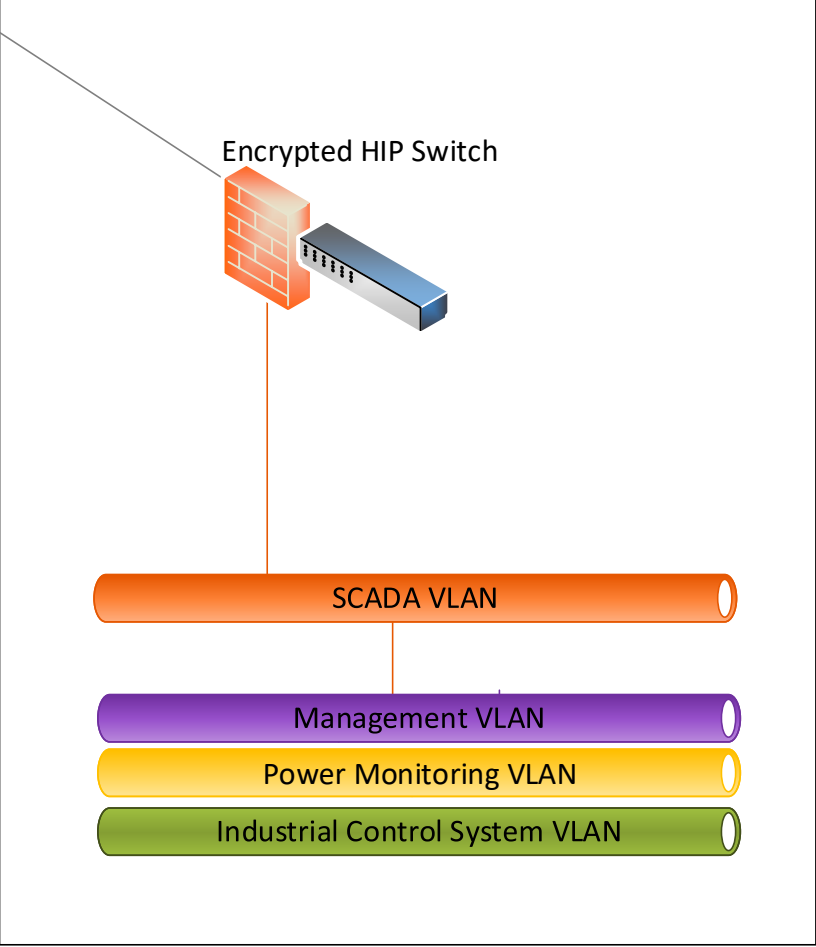 Encrypted HIP Switch
SCADA VLAN
Management VLAN
Power Monitoring VLAN
Industrial Control System VLAN